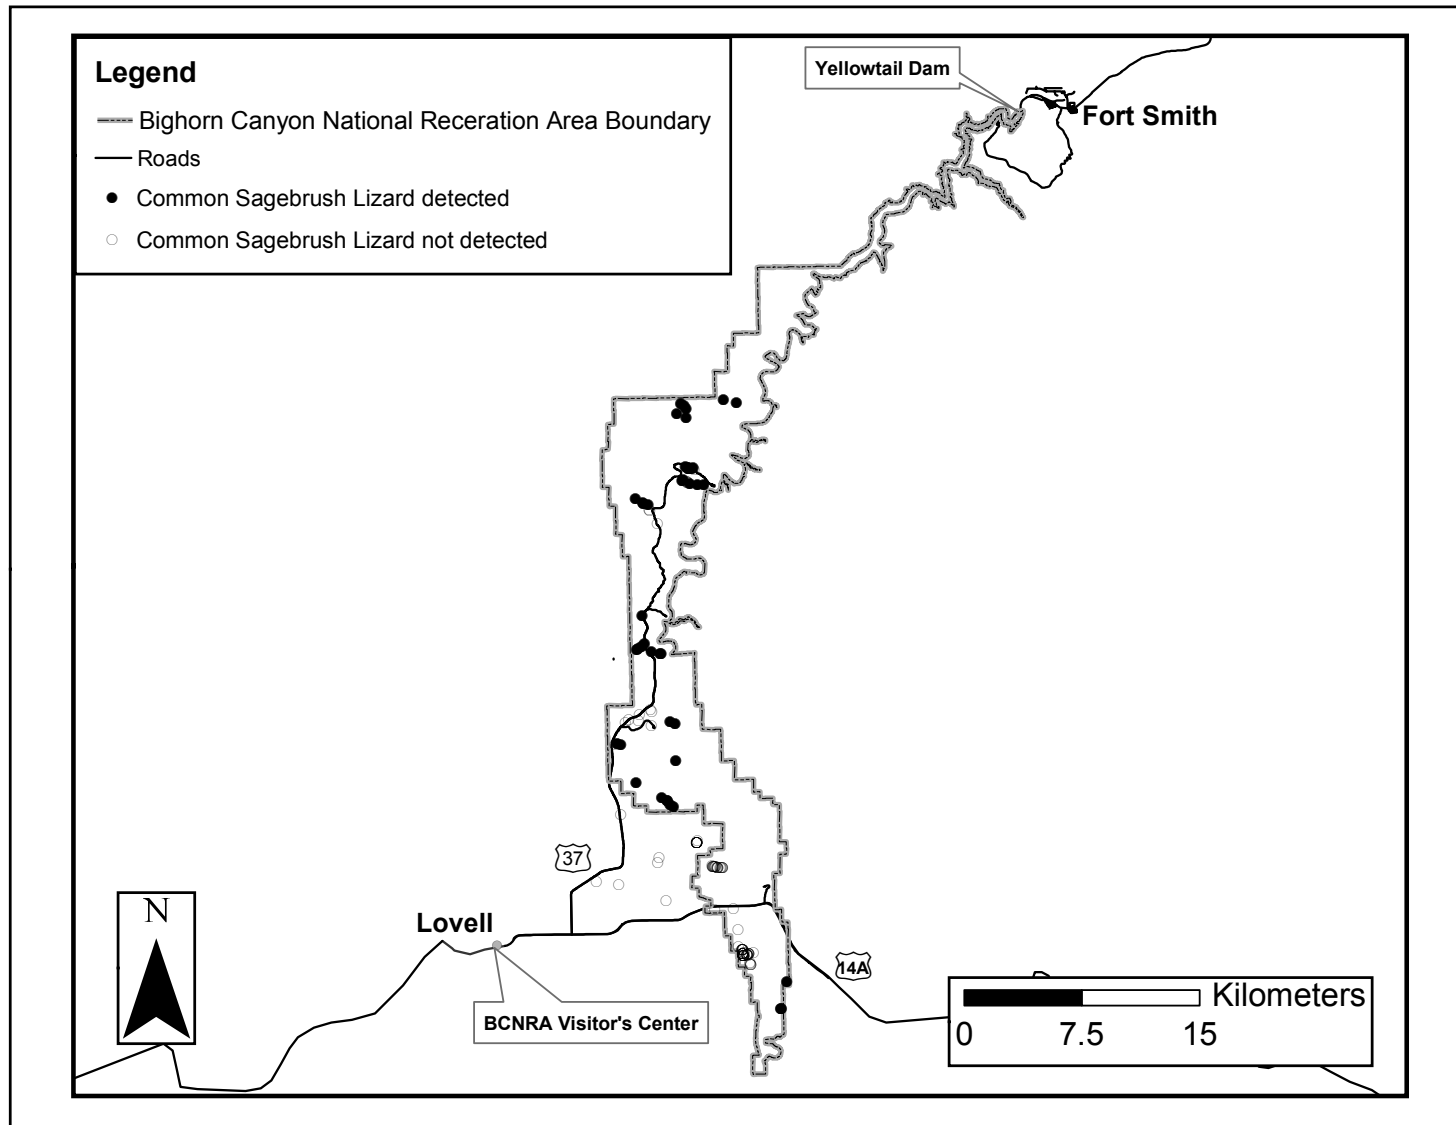 Legend
Bighorn Canyon National Receration Area Boundary
Roads
Common Sagebrush Lizard detected
Common Sagebrush Lizard not detected
Yellowtail Dam
Fort Smith
37
Lovell
14A
BCNRA Visitor's Center
N
Kilometers
0 7.5 15